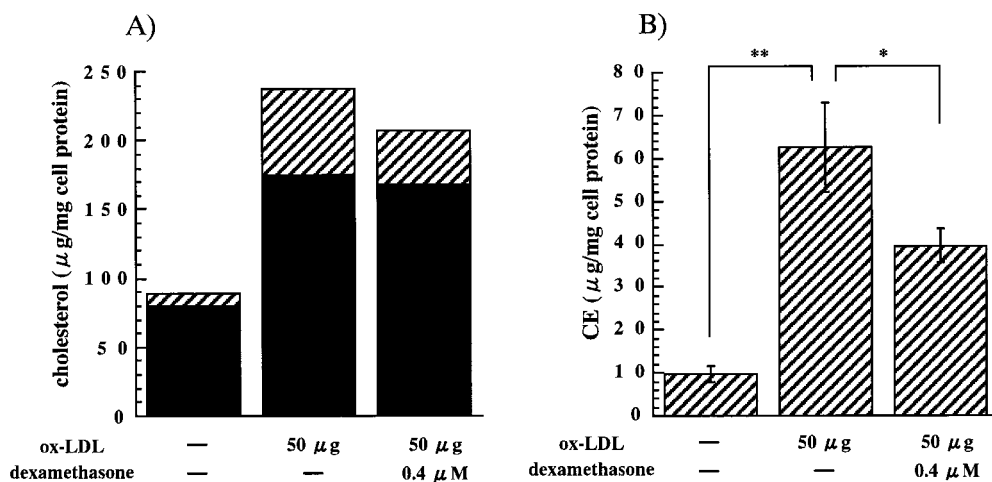 A)
cholesterol (μg/mg cell protein)
250
200
150
100
50
0
ox-LDL — 50 μg 50 μg
dexamethasone — — 0.4 μM
B)
** *
CE (μg/mg cell protein)
80
70
60
50
40
30
20
10
0
ox-LDL — 50 μg 50 μg
dexamethasone — — 0.4 μM